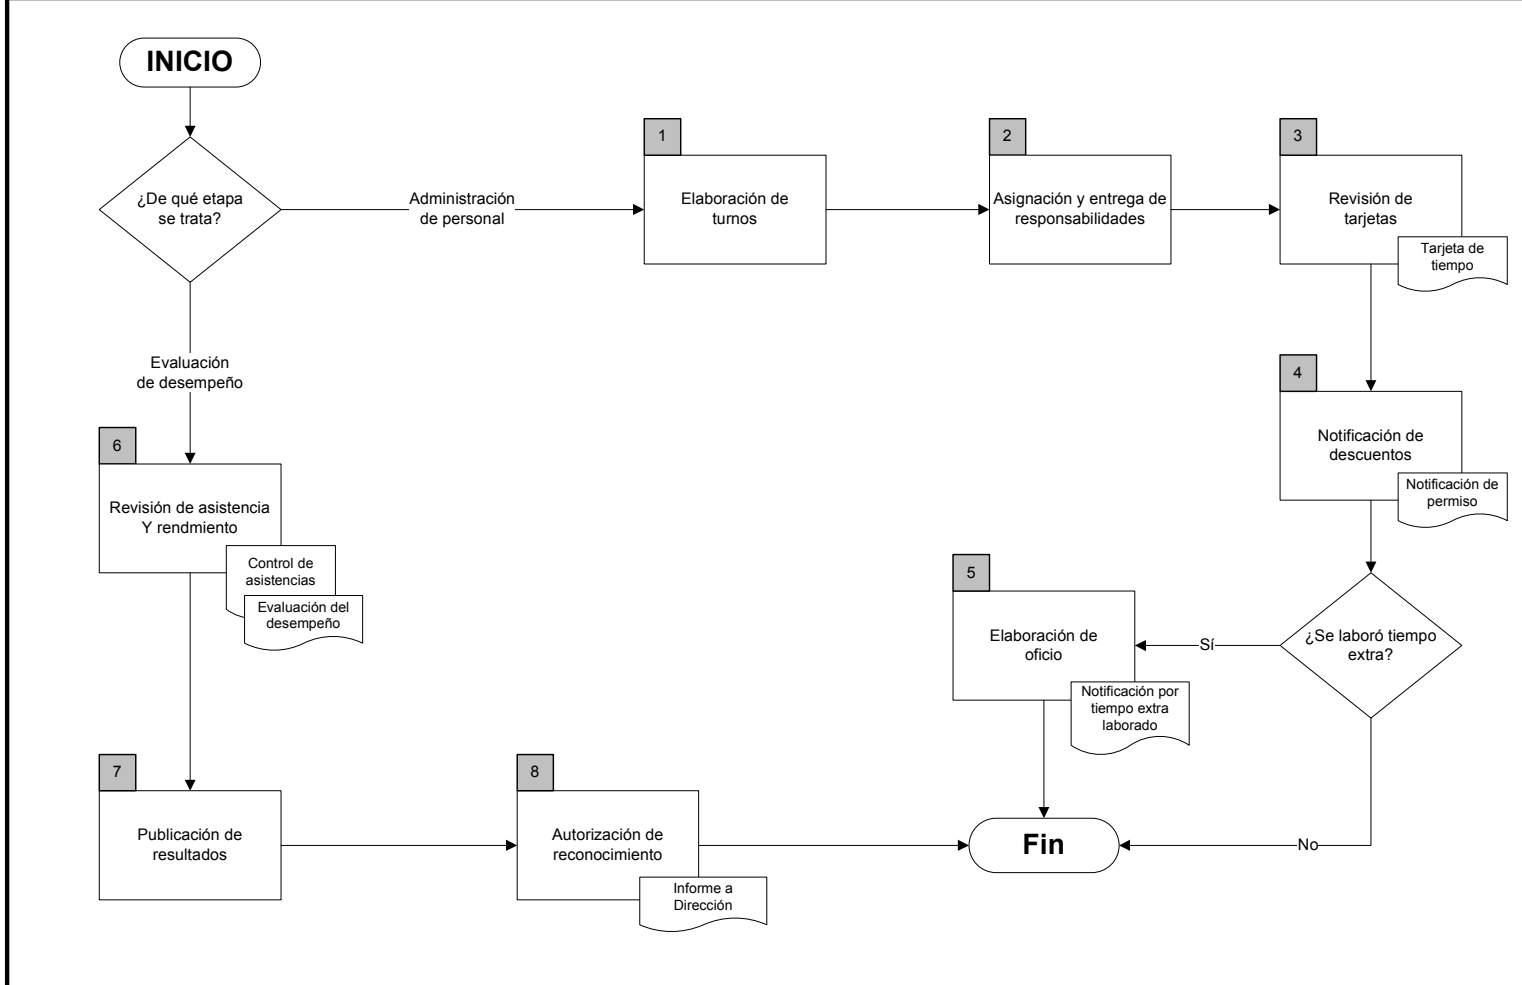 INICIO
¿De qué etapa
se trata?
Administración
de personal
1
Elaboración de
turnos
2
Asignación y entrega de
responsabilidades
3
Revisión de
tarjetas
Tarjeta de
tiempo
4
Notificación de
descuentos
Notificación de
permiso
¿Se laboró tiempo
extra?
Sí
No
5
Elaboración de
oficio
Notificación por
tiempo extra
laborado
Evaluación
de desempeño
6
Revisión de asistencia
Y rendmiento
Control de
asistencias
Evaluación del
desempeño
7
Publicación de
resultados
8
Autorización de
reconocimiento
Informe a
Dirección
Fin